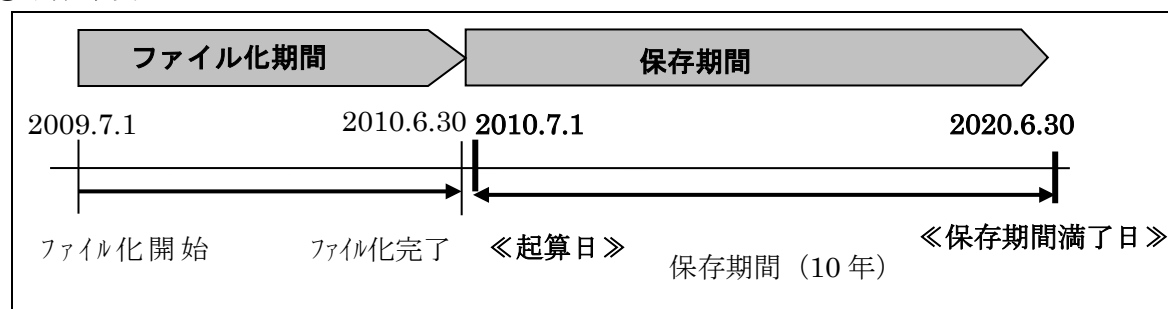 ファイル化期間 保存期間
2009.7.1 2010.6.30 2010.7.1 2020.6.30
ファイル化開始 ファイル化完了 ≪起算日≫ ≪保存期間満了日≫
保存期間（10年）